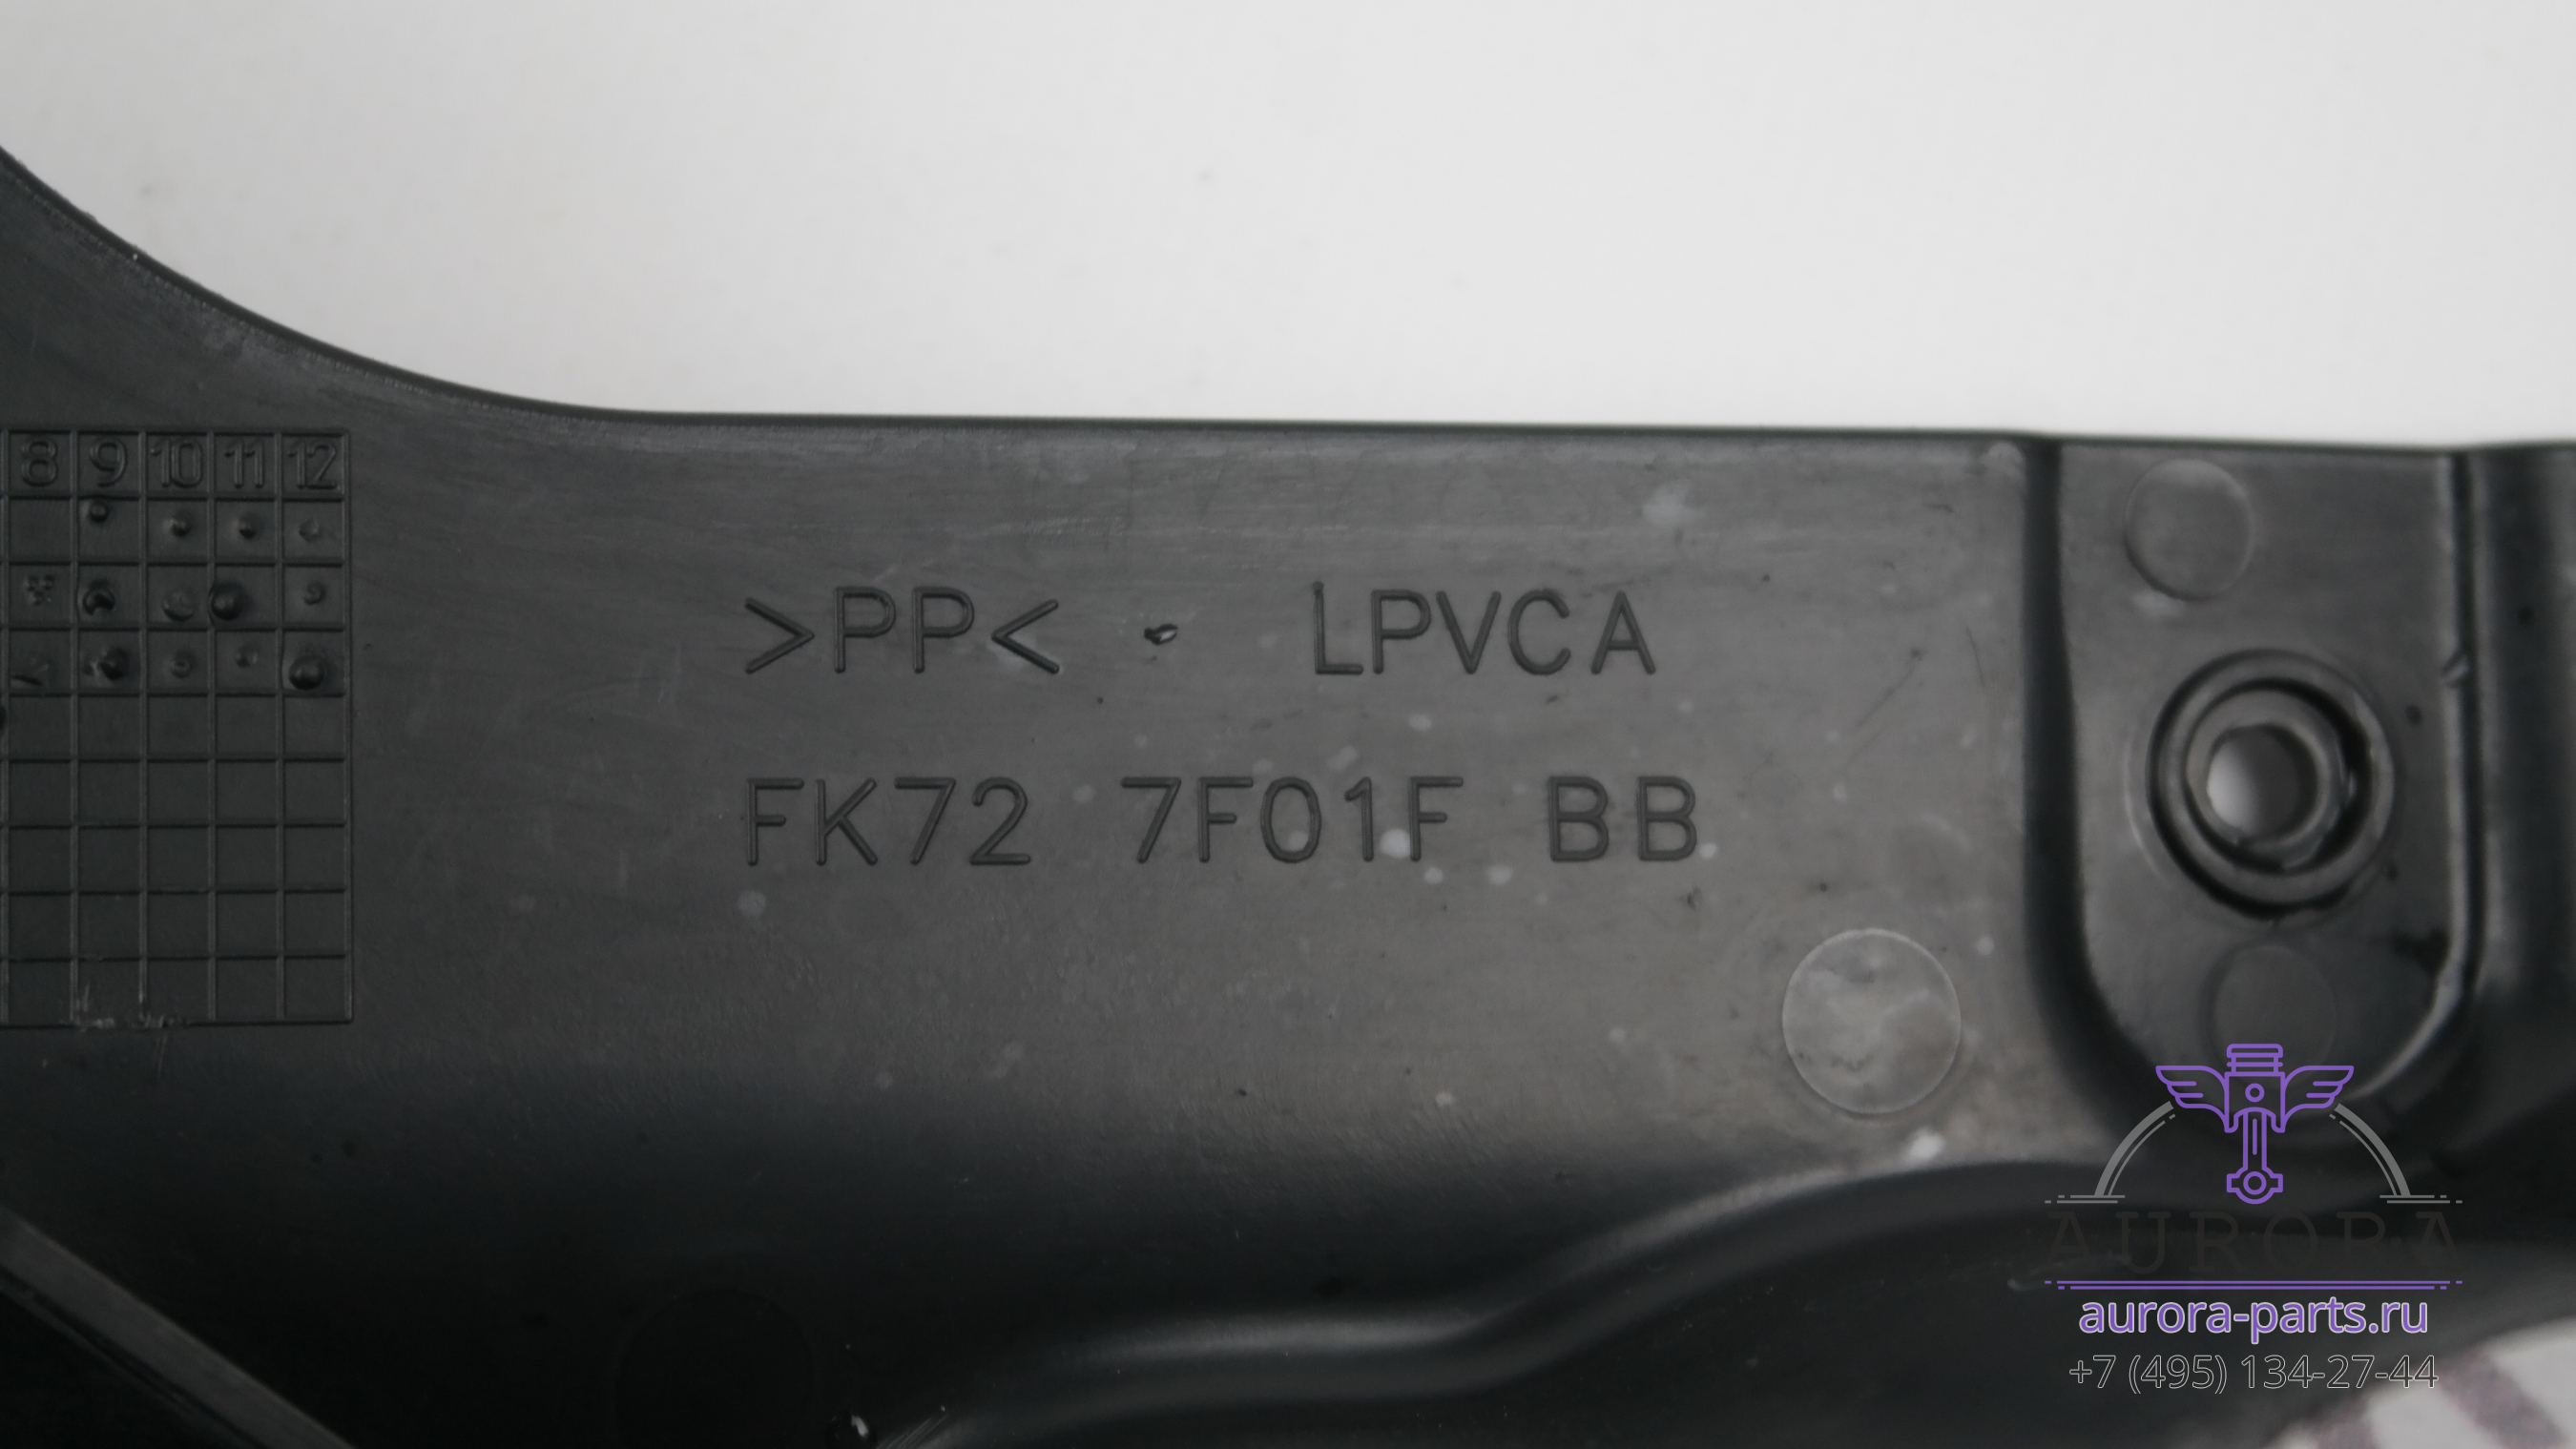 8 9 10 11 12
>PP< - LPVCA
FK72 7F01F BB
AURORA
aurora-parts.ru
+7 (495) 134-27-44